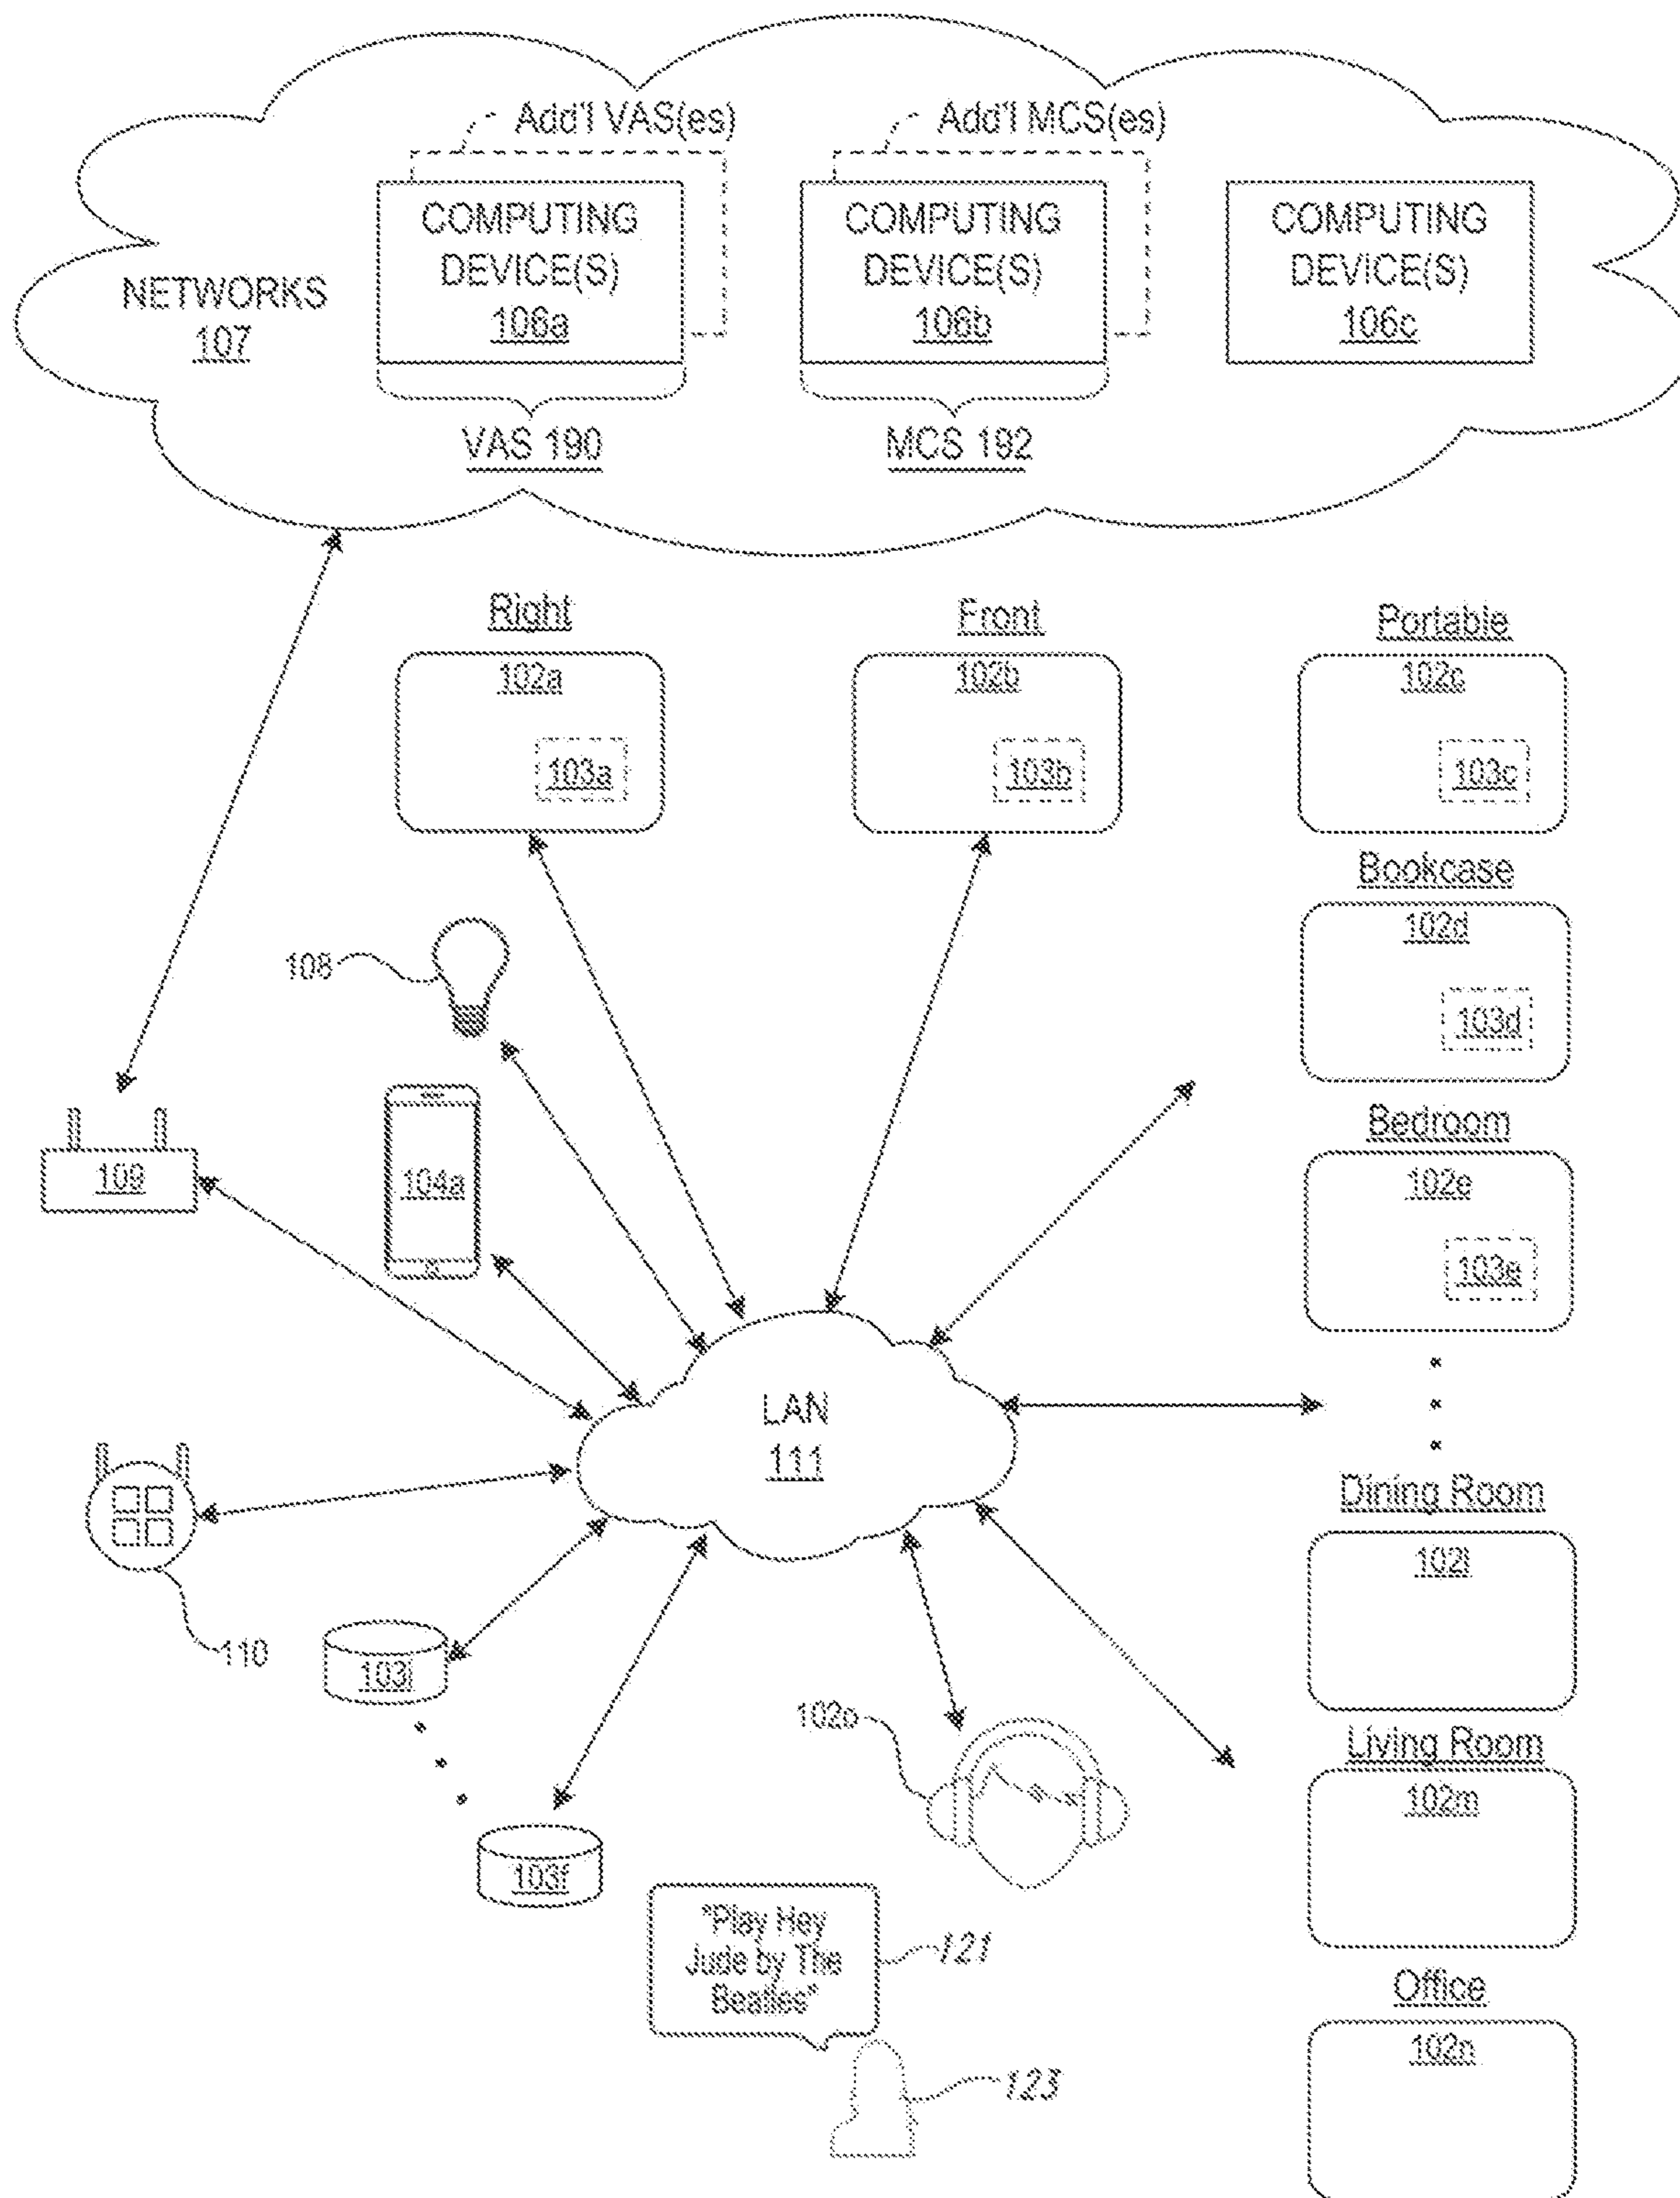 Add'l VAS(es)
Add'l MCS(es)
COMPUTING
DEVICE(S)
106a
COMPUTING
DEVICE(S)
106b
COMPUTING
DEVICE(S)
106c
NETWORKS
107
VAS 190
MCS 192
Right
102a
103a
Front
102b
103b
Portable
102c
103c
Bookcase
102d
103d
108
Bedroom
102e
103e
109
104a
LAN
111
Dining Room
102l
110
103i
102o
Living Room
102m
103f
"Play Hey
Jude by The
Beatles"
121
Office
102n
123